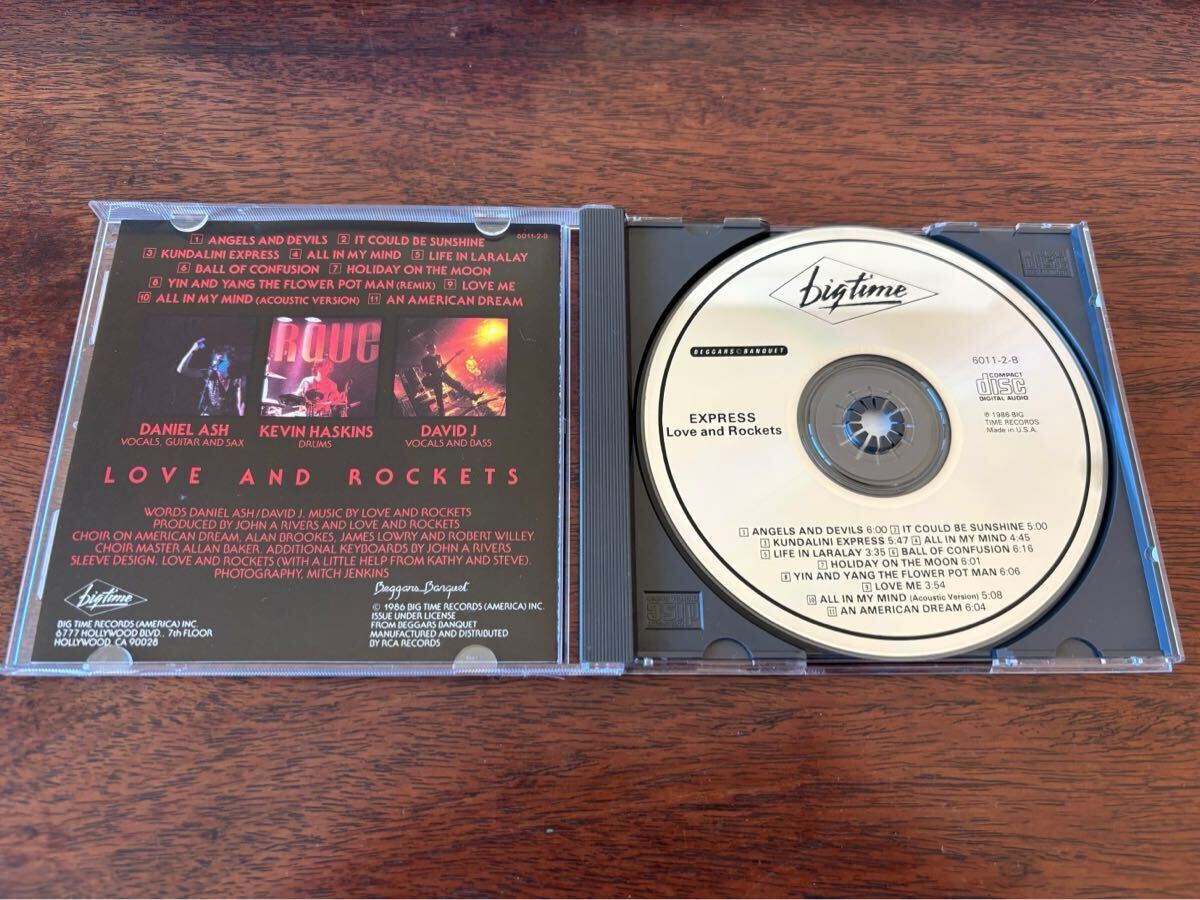 6011-2-B
1 ANGELS AND DEVILS 2 IT COULD BE SUNSHINE
3 KUNDALINI EXPRESS 4 ALL IN MY MIND 5 LIFE IN LARALAY
6 BALL OF CONFUSION 7 HOLIDAY ON THE MOON
8 YIN AND YANG THE FLOWER POT MAN (REMIX) 9 LOVE ME
10 ALL IN MY MIND (ACOUSTIC VERSION) 11 AN AMERICAN DREAM
RAVE
DANIEL ASH
VOCALS, GUITAR AND SAX
KEVIN HASKINS
DRUMS
DAVID J
VOCALS AND BASS
LOVE AND ROCKETS
WORDS DANIEL ASH/DAVID J. MUSIC BY LOVE AND ROCKETS
PRODUCED BY JOHN A RIVERS AND LOVE AND ROCKETS
CHOIR ON AMERICAN DREAM, ALAN BROOKES, JAMES LOWRY AND ROBERT WILLEY.
CHOIR MASTER ALLAN BAKER. ADDITIONAL KEYBOARDS BY JOHN A RIVERS
SLEEVE DESIGN, LOVE AND ROCKETS (WITH A LITTLE HELP FROM KATHY AND STEVE).
PHOTOGRAPHY, MITCH JENKINS
bigtime
BIG TIME RECORDS (AMERICA) INC.
6777 HOLLYWOOD BLVD., 7th FLOOR
HOLLYWOOD, CA 90028
Beggars Banquet
© 1986 BIG TIME RECORDS (AMERICA) INC.
ISSUE UNDER LICENSE
FROM BEGGARS BANQUET
MANUFACTURED AND DISTRIBUTED
BY RCA RECORDS
bigtime
BEGGARS BANQUET
6011-2-B
COMPACT
disc
DIGITAL AUDIO
℗ 1986 BIG
TIME RECORDS
Made in U.S.A.
EXPRESS
Love and Rockets
1 ANGELS AND DEVILS 6:00 2 IT COULD BE SUNSHINE 5:00
3 KUNDALINI EXPRESS 5:47 4 ALL IN MY MIND 4:45
5 LIFE IN LARALAY 3:35 6 BALL OF CONFUSION 6:16
7 HOLIDAY ON THE MOON 6:01
8 YIN AND YANG THE FLOWER POT MAN 6:06
9 LOVE ME 3:54
10 ALL IN MY MIND (Acoustic Version) 5:08
11 AN AMERICAN DREAM 6:04